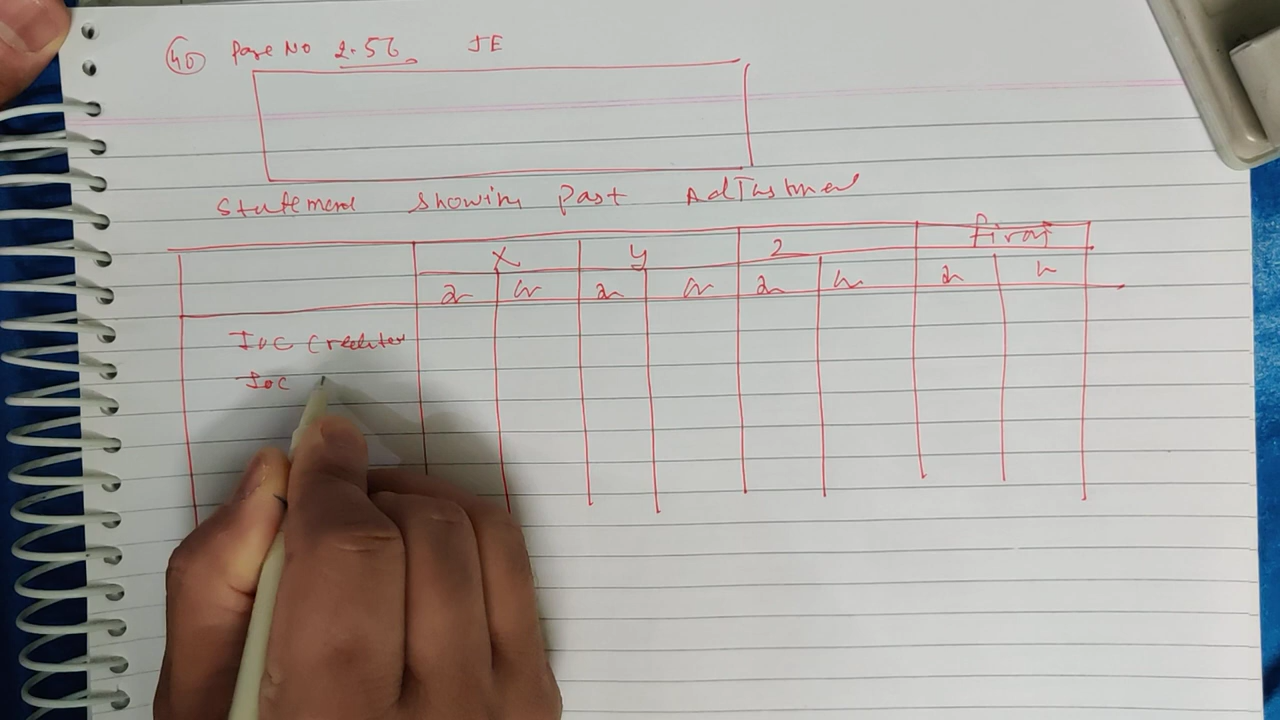 40 Page No 2.56 JE
Statement showing Past Adjustment
X Y Z firm
Dr Cr Dr Cr Dr Cr Dr Cr
IOC Creditor
IOC